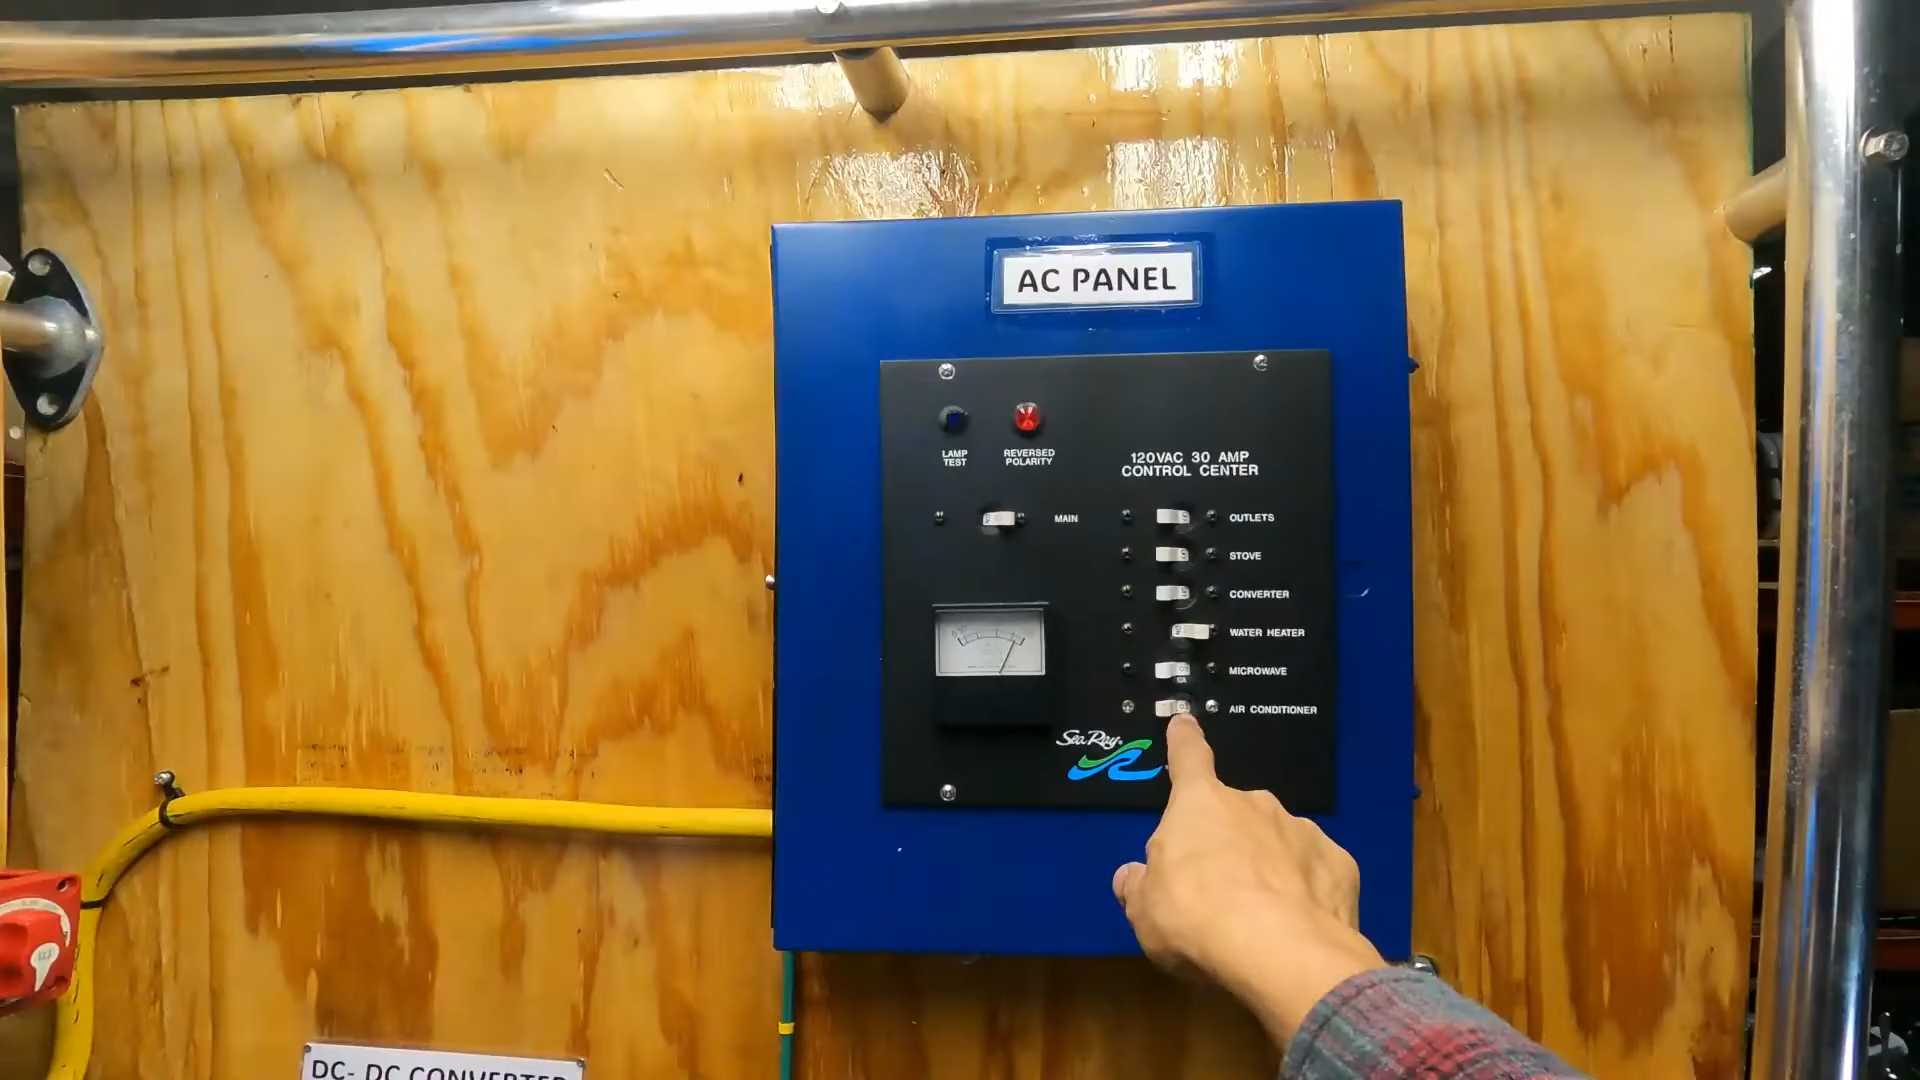 AC PANEL
LAMP
TEST
REVERSED
POLARITY
120VAC 30 AMP
CONTROL CENTER
MAIN
OUTLETS
STOVE
CONVERTER
WATER HEATER
MICROWAVE
AIR CONDITIONER
Sea Ray
DC- DC CONVERTER